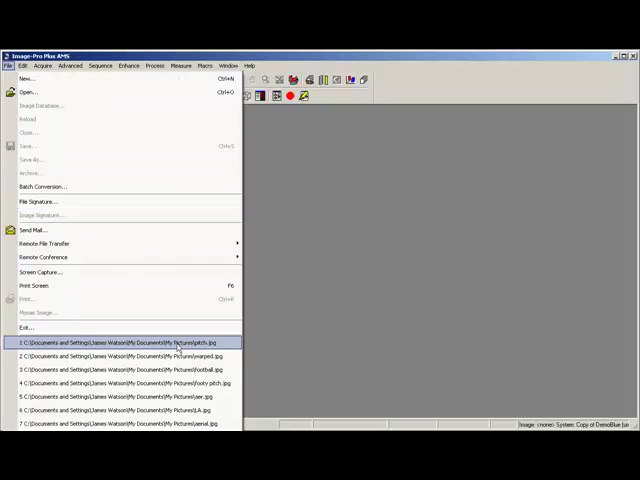 Image-Pro Plus AMS
File Edit Acquire Advanced Sequence Enhance Process Measure Macro Window Help
New... Ctrl+N
Open... Ctrl+O
Image Database...
Reload
Close...
Save... Ctrl+S
Save As...
Archive...
Batch Conversion...
File Signature...
Image Signature...
Send Mail...
Remote File Transfer
Remote Conference
Screen Capture...
Print Screen F6
Print... Ctrl+P
Mosaic Image...
Exit...
1 C:\Documents and Settings\James Watson\My Documents\My Pictures\pitch.jpg
2 C:\Documents and Settings\James Watson\My Documents\My Pictures\warped.jpg
3 C:\Documents and Settings\James Watson\My Documents\My Pictures\football.jpg
4 C:\Documents and Settings\James Watson\My Documents\My Pictures\footy pitch.jpg
5 C:\Documents and Settings\James Watson\My Documents\My Pictures\aer.jpg
6 C:\Documents and Settings\James Watson\My Documents\My Pictures\LA.jpg
7 C:\Documents and Settings\James Watson\My Documents\My Pictures\aerial.jpg
Image: <none> System: Copy of DemoBlue